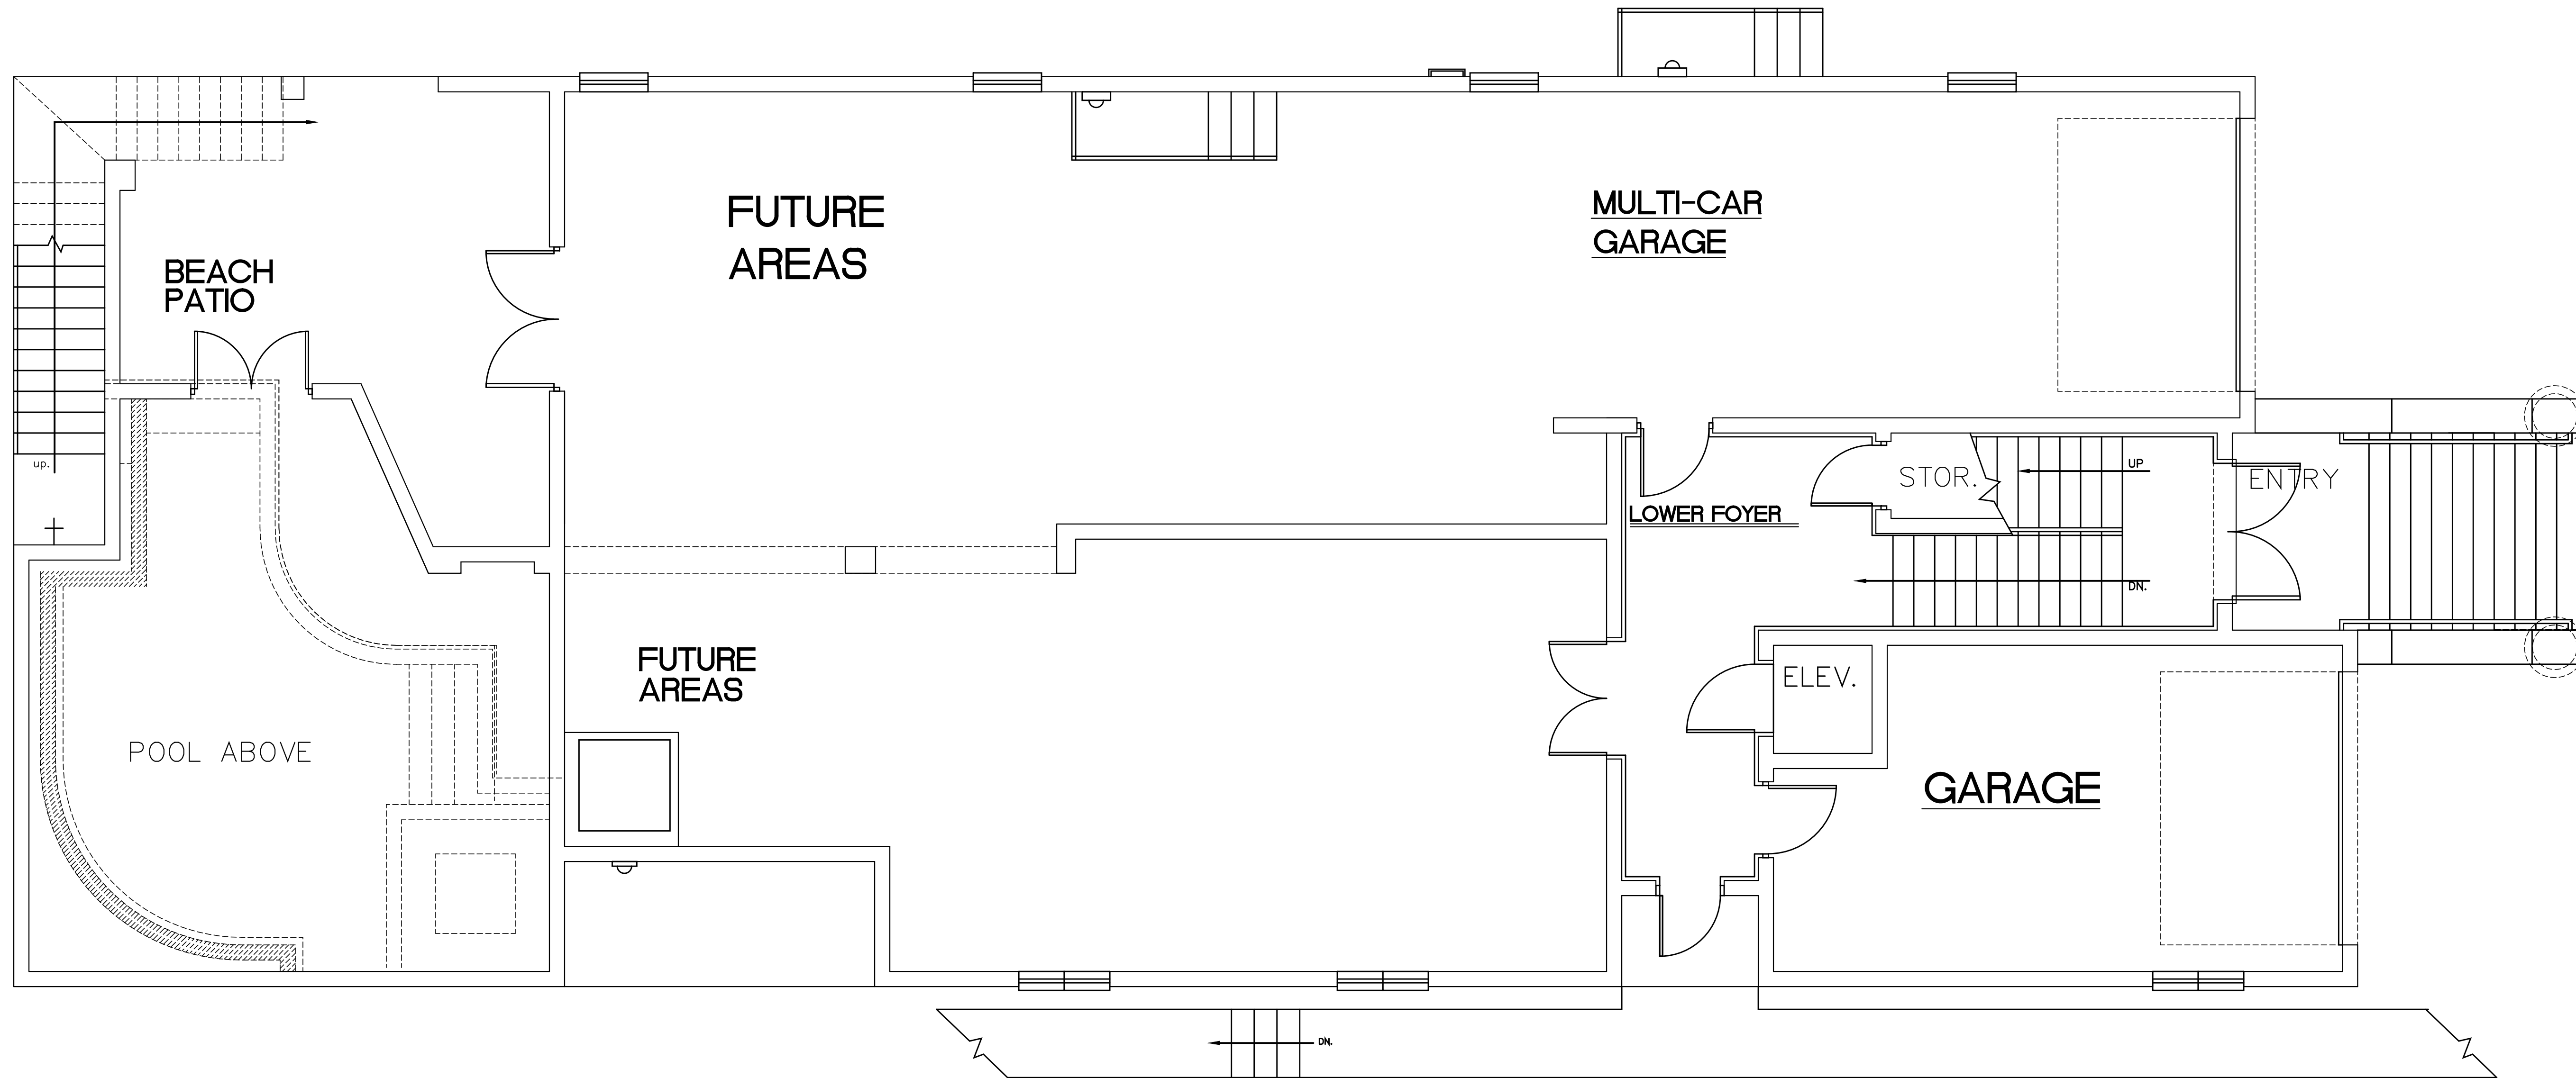 FUTURE
AREAS
MULTI-CAR
GARAGE
BEACH
PATIO
up.
STOR.
UP
ENTRY
LOWER FOYER
DN.
FUTURE
AREAS
ELEV.
POOL ABOVE
GARAGE
DN.